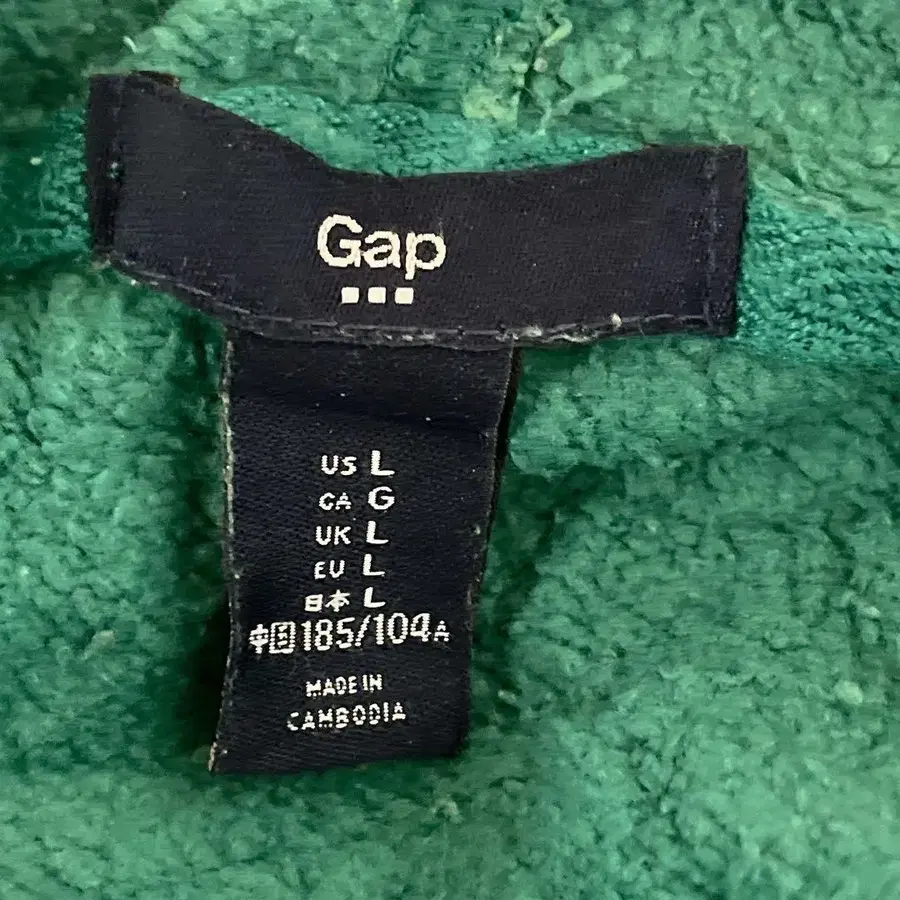 Gap
US L
CA G
UK L
EU L
日本 L
中国 185/104A
MADE IN
CAMBODIA